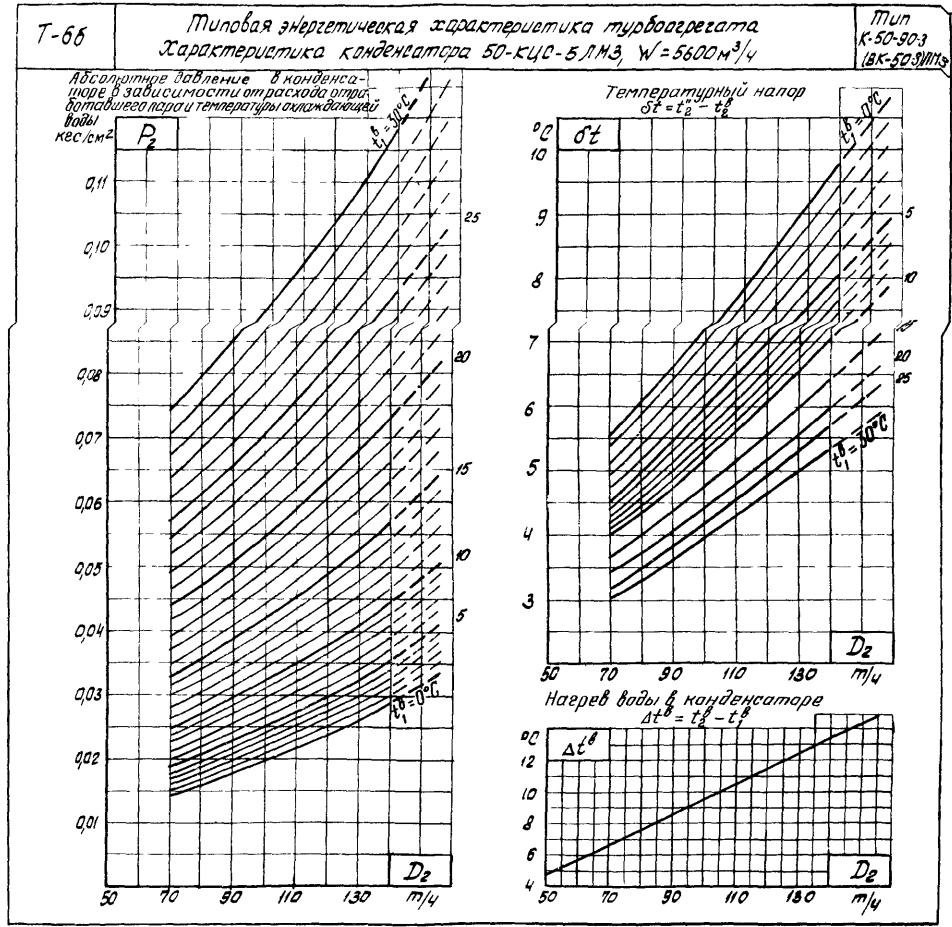 Т-6б
Типовая энергетическая характеристика турбоагрегата
Характеристика конденсатора 50-КЦС-5 ЛМЗ, W = 5600 м³/ч
Тип
К-50-90-3
(ВК-50-3)ЛМЗ
Абсолютное давление в конденса-
торе в зависимости от расхода отра-
ботавшего пара и температуры охлаждающей
воды
кгс/см²
P₂
t₁ᵇ = 30°C
0,11
0,10
0,09
0,08
0,07
0,06
0,05
0,04
0,03
0,02
0,01
25
20
15
10
5
t₁ᵇ = 0°C
D₂
50 70 90 110 130 т/ч
Температурный напор
δt = t₂″ − t₂ᵇ
°C
δt
t₁ᵇ = 0°C
10
9
8
7
6
5
4
3
5
10
15
20
25
t₁ᵇ = 30°C
D₂
50 70 90 110 130 т/ч
Нагрев воды в конденсаторе
Δtᵇ = t₂ᵇ − t₁ᵇ
°C
Δtᵇ
12
10
8
6
4
D₂
50 70 90 110 130 т/ч